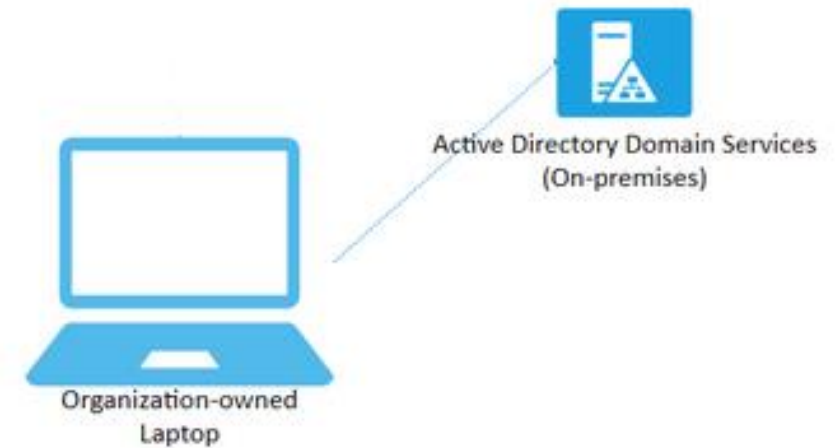 Active Directory Domain Services
(On-premises)
Organization-owned
Laptop